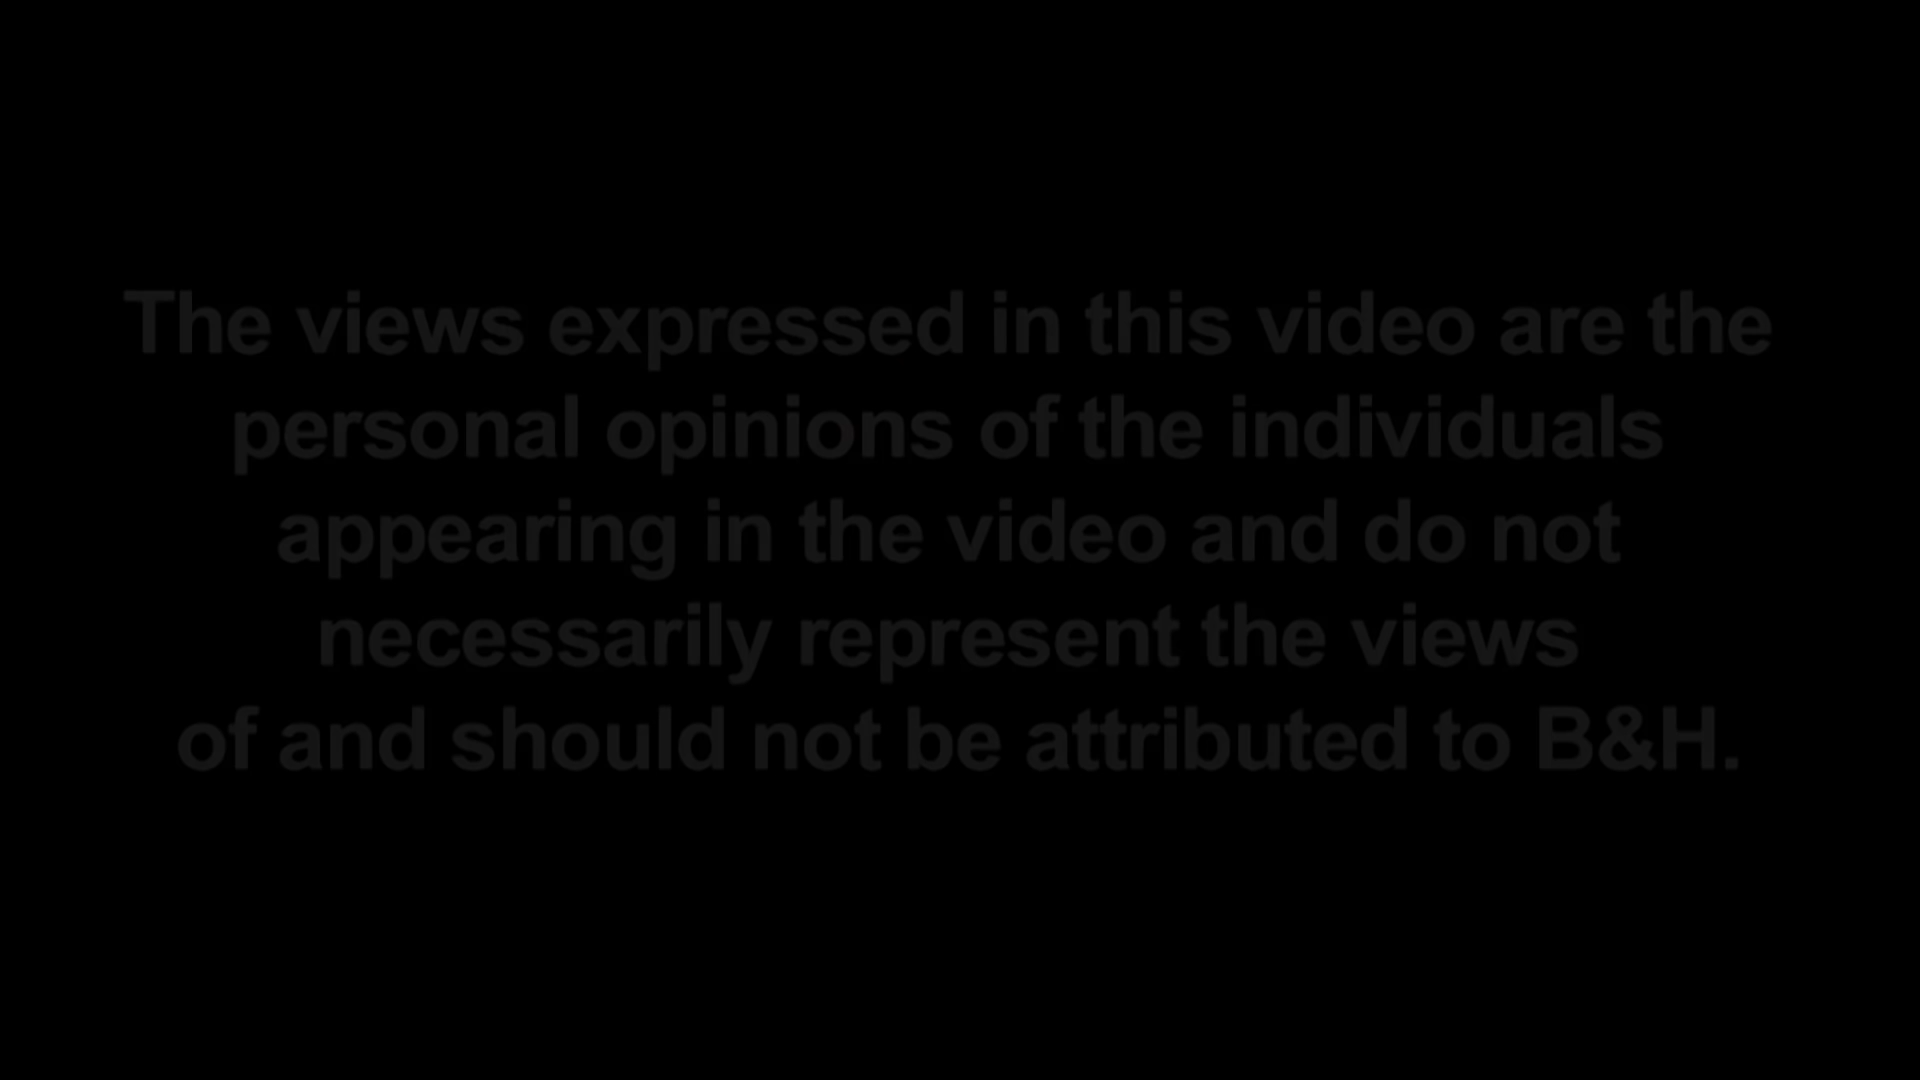 The views expressed in this video are the
personal opinions of the individuals
appearing in the video and do not
necessarily represent the views
of and should not be attributed to B&H.